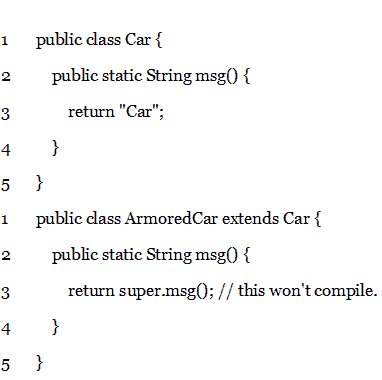 1 public class Car {
2 public static String msg() {
3 return "Car";
4 }
5 }
1 public class ArmoredCar extends Car {
2 public static String msg() {
3 return super.msg(); // this won't compile.
4 }
5 }